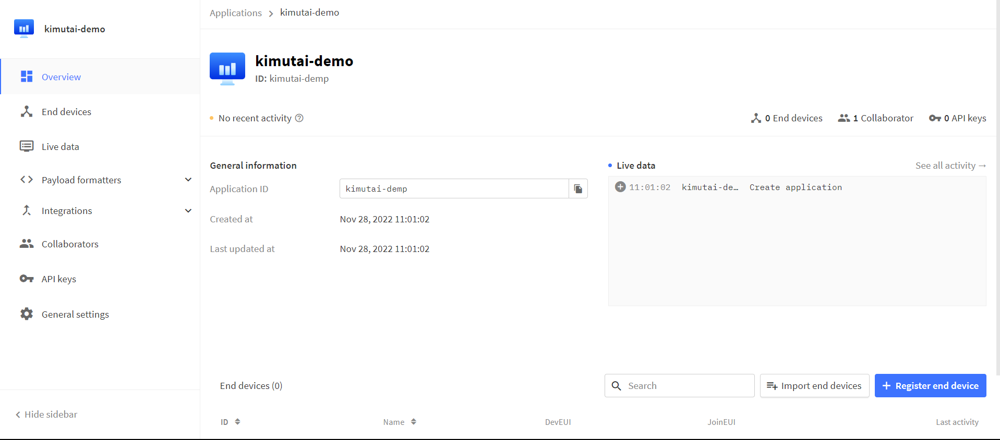 kimutai-demo
Overview
End devices
Live data
Payload formatters
Integrations
Collaborators
API keys
General settings
Hide sidebar
Applications > kimutai-demo
kimutai-demo
ID: kimutai-demp
No recent activity
0 End devices 1 Collaborator 0 API keys
General information
Application ID kimutai-demp
Created at Nov 28, 2022 11:01:02
Last updated at Nov 28, 2022 11:01:02
Live data See all activity →
11:01:02 kimutai-de… Create application
End devices (0) Search Import end devices + Register end device
ID Name DevEUI JoinEUI Last activity